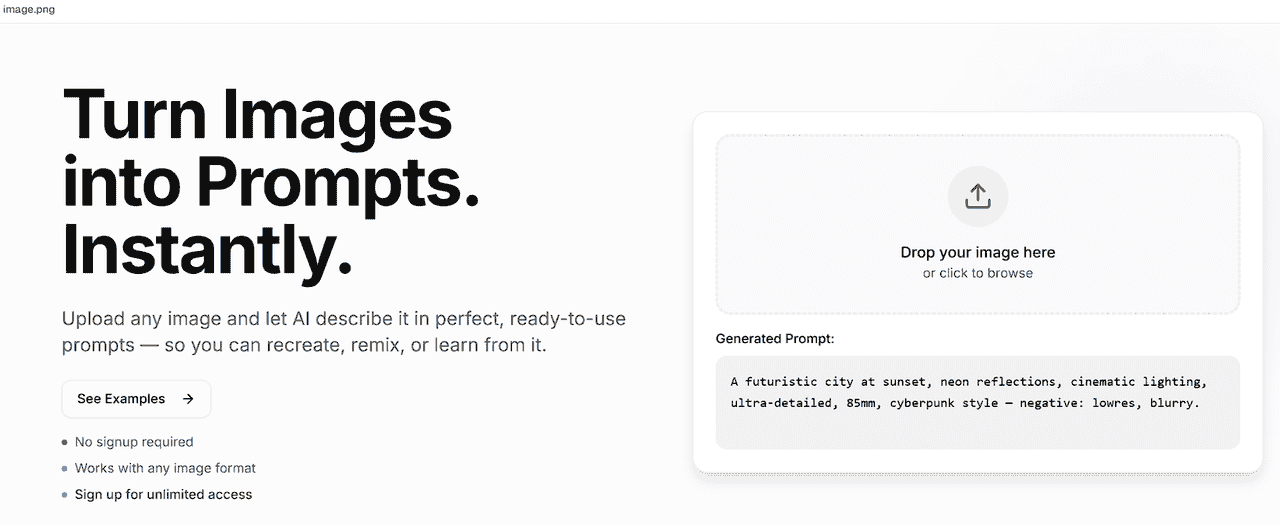 image.png
Turn Images
into Prompts.
Instantly.
Upload any image and let AI describe it in perfect, ready-to-use
prompts — so you can recreate, remix, or learn from it.
See Examples →
• No signup required
• Works with any image format
• Sign up for unlimited access
Drop your image here
or click to browse
Generated Prompt:
A futuristic city at sunset, neon reflections, cinematic lighting,
ultra-detailed, 85mm, cyberpunk style — negative: lowres, blurry.